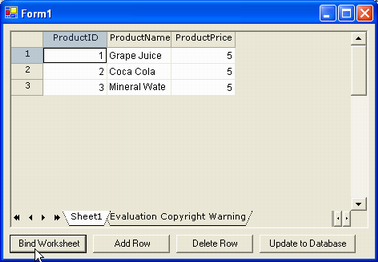 Form1
ProductID ProductName ProductPrice
1 1 Grape Juice 5
2 2 Coca Cola 5
3 3 Mineral Wate 5
Sheet1 Evaluation Copyright Warning
Bind Worksheet Add Row Delete Row Update to Database